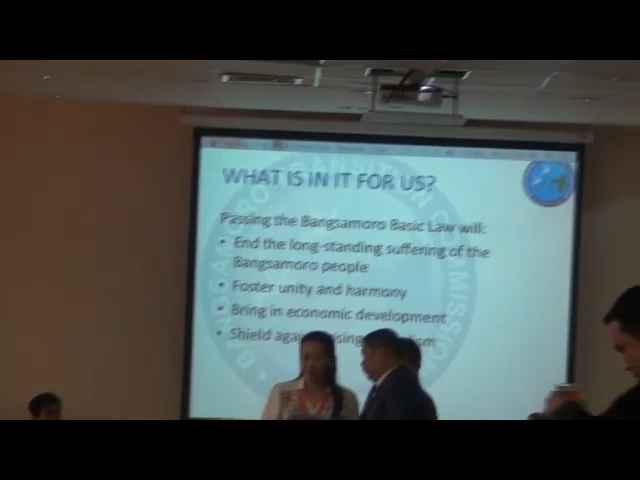 WHAT IS IN IT FOR US?
Passing the Bangsamoro Basic Law will:
• End the long-standing suffering of the
Bangsamoro people
• Foster unity and harmony
• Bring in economic development
• Shield